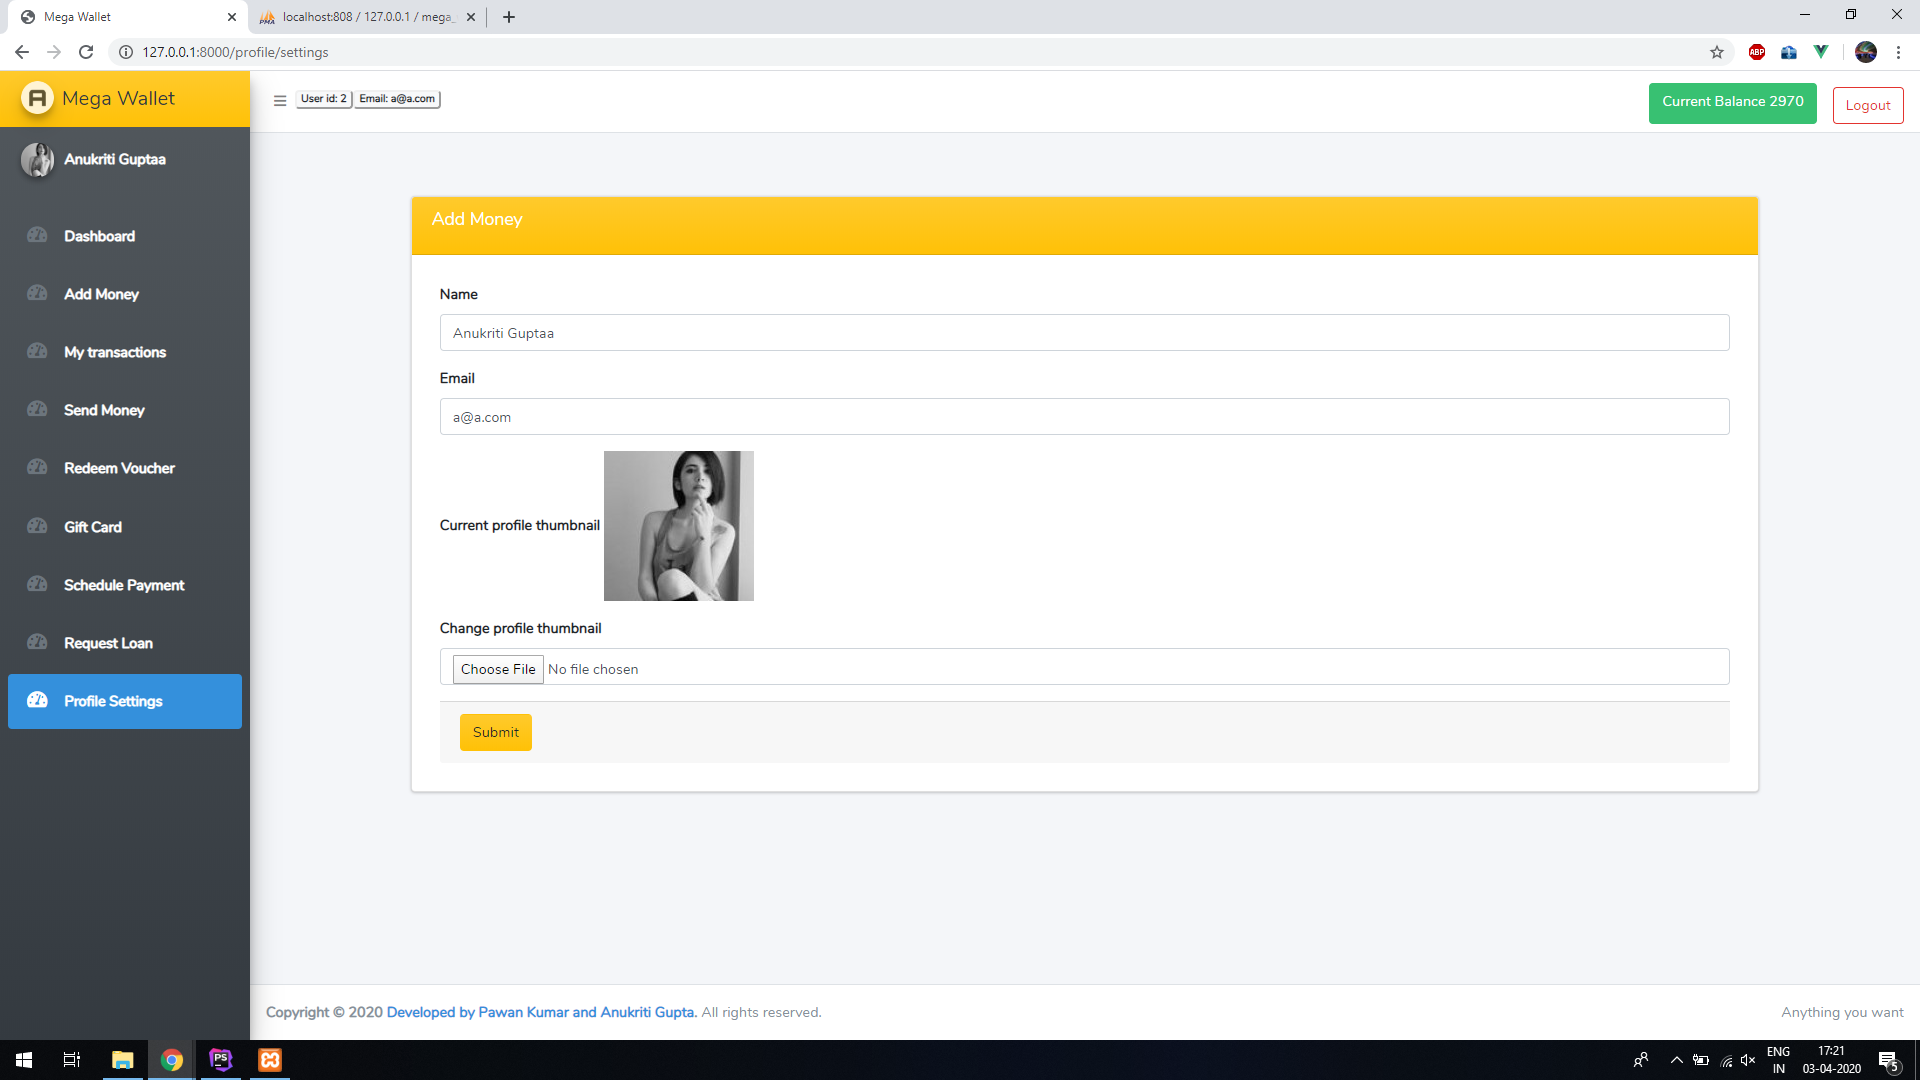 Mega Wallet
localhost:808 / 127.0.0.1 / mega_
127.0.0.1:8000/profile/settings
ABP
A Mega Wallet
User id: 2 Email: a@a.com
Current Balance 2970
Logout
Anukriti Guptaa
Dashboard
Add Money
My transactions
Send Money
Redeem Voucher
Gift Card
Schedule Payment
Request Loan
Profile Settings
Add Money
Name
Anukriti Guptaa
Email
a@a.com
Current profile thumbnail
Change profile thumbnail
Choose File No file chosen
Submit
Copyright © 2020 Developed by Pawan Kumar and Anukriti Gupta. All rights reserved.
Anything you want
PS
ENG
IN
17:21
03-04-2020
5